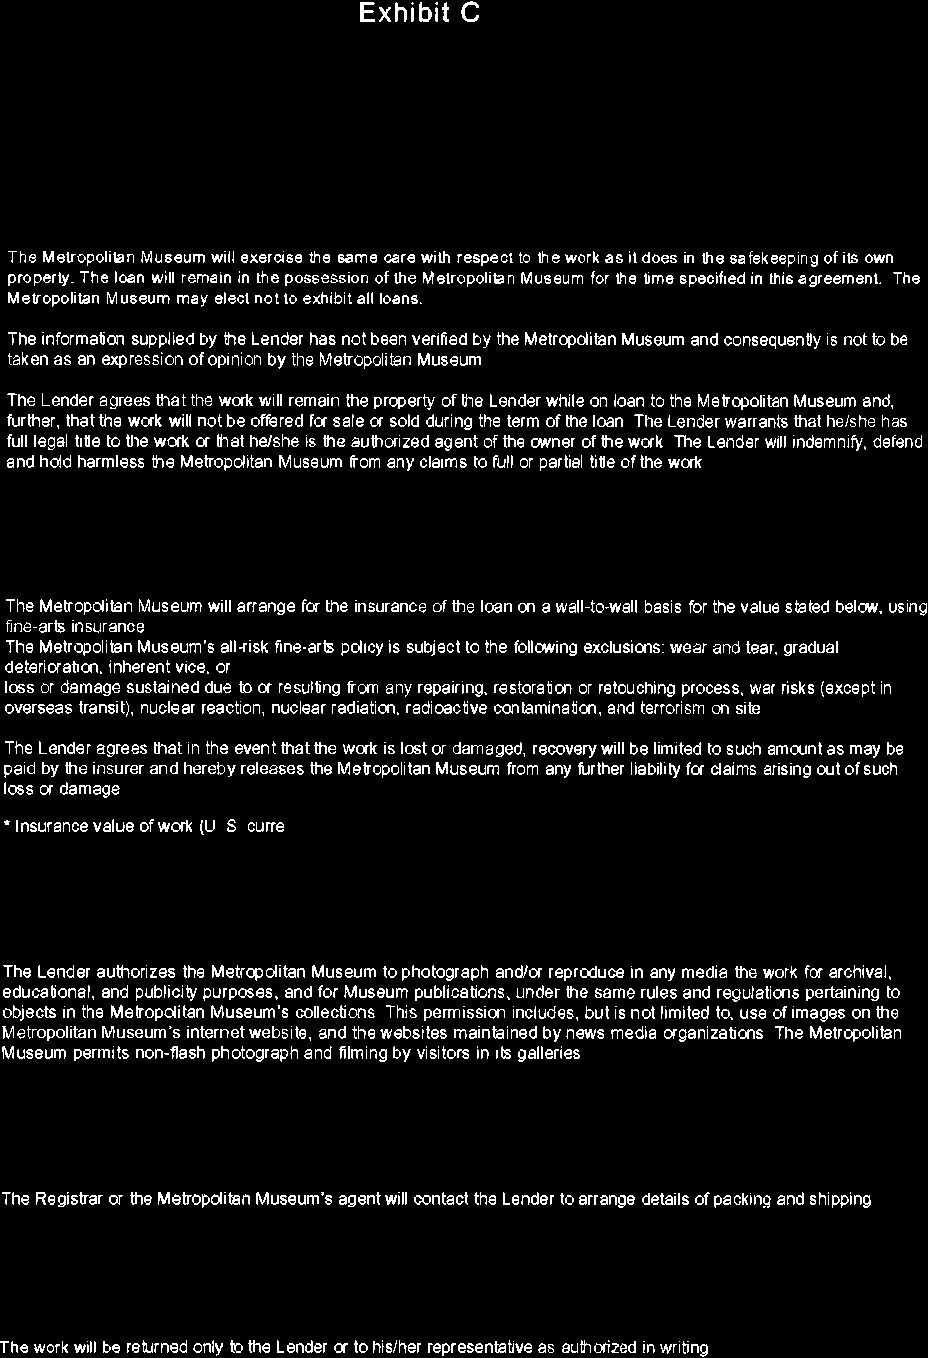 Exhibit C
The Metropolitan Museum will exercise the same care with respect to the work as it does in the safekeeping of its own
property. The loan will remain in the possession of the Metropolitan Museum for the time specified in this agreement. The
Metropolitan Museum may elect not to exhibit all loans.
The information supplied by the Lender has not been verified by the Metropolitan Museum and consequently is not to be
taken as an expression of opinion by the Metropolitan Museum
The Lender agrees that the work will remain the property of the Lender while on loan to the Metropolitan Museum and,
further, that the work will not be offered for sale or sold during the term of the loan The Lender warrants that he/she has
full legal title to the work or that he/she is the authorized agent of the owner of the work The Lender will indemnify, defend
and hold harmless the Metropolitan Museum from any claims to full or partial title of the work
The Metropolitan Museum will arrange for the insurance of the loan on a wall-to-wall basis for the value stated below, using
fine-arts insurance
The Metropolitan Museum's all-risk fine-arts policy is subject to the following exclusions: wear and tear, gradual
deterioration, inherent vice, or
loss or damage sustained due to or resulting from any repairing, restoration or retouching process, war risks (except in
overseas transit), nuclear reaction, nuclear radiation, radioactive contamination, and terrorism on site
The Lender agrees that in the event that the work is lost or damaged, recovery will be limited to such amount as may be
paid by the insurer and hereby releases the Metropolitan Museum from any further liability for claims arising out of such
loss or damage
* Insurance value of work (U S curre
The Lender authorizes the Metropolitan Museum to photograph and/or reproduce in any media the work for archival,
educational, and publicity purposes, and for Museum publications, under the same rules and regulations pertaining to
objects in the Metropolitan Museum's collections This permission includes, but is not limited to, use of images on the
Metropolitan Museum's internet website, and the websites maintained by news media organizations The Metropolitan
Museum permits non-flash photograph and filming by visitors in its galleries
The Registrar or the Metropolitan Museum's agent will contact the Lender to arrange details of packing and shipping
The work will be returned only to the Lender or to his/her representative as authorized in writing